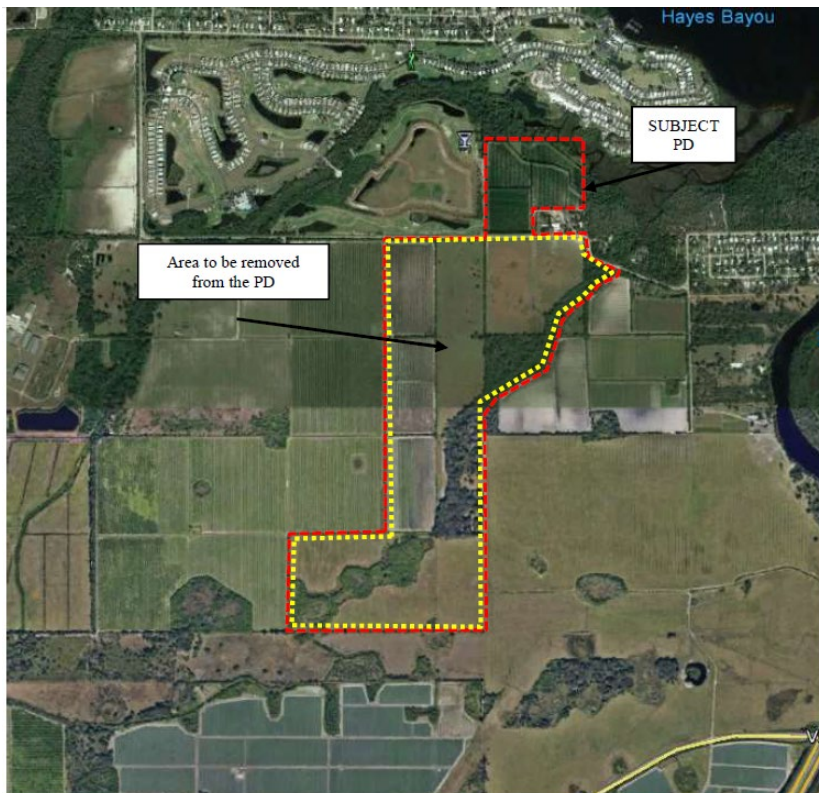 Hayes Bayou
SUBJECT
PD
Area to be removed
from the PD